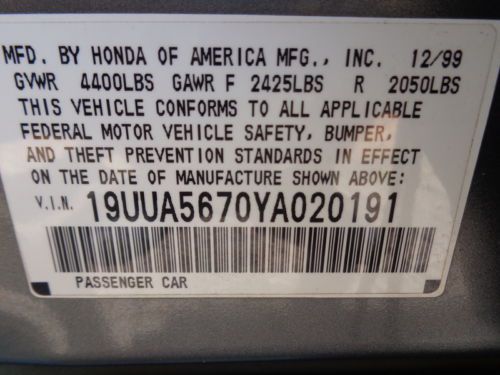 MFD. BY HONDA OF AMERICA MFG., INC. 12/99
GVWR 4400LBS GAWR F 2425LBS R 2050LBS
THIS VEHICLE CONFORMS TO ALL APPLICABLE
FEDERAL MOTOR VEHICLE SAFETY, BUMPER,
AND THEFT PREVENTION STANDARDS IN EFFECT
ON THE DATE OF MANUFACTURE SHOWN ABOVE:
V.I.N. 19UUA5670YA020191
PASSENGER CAR